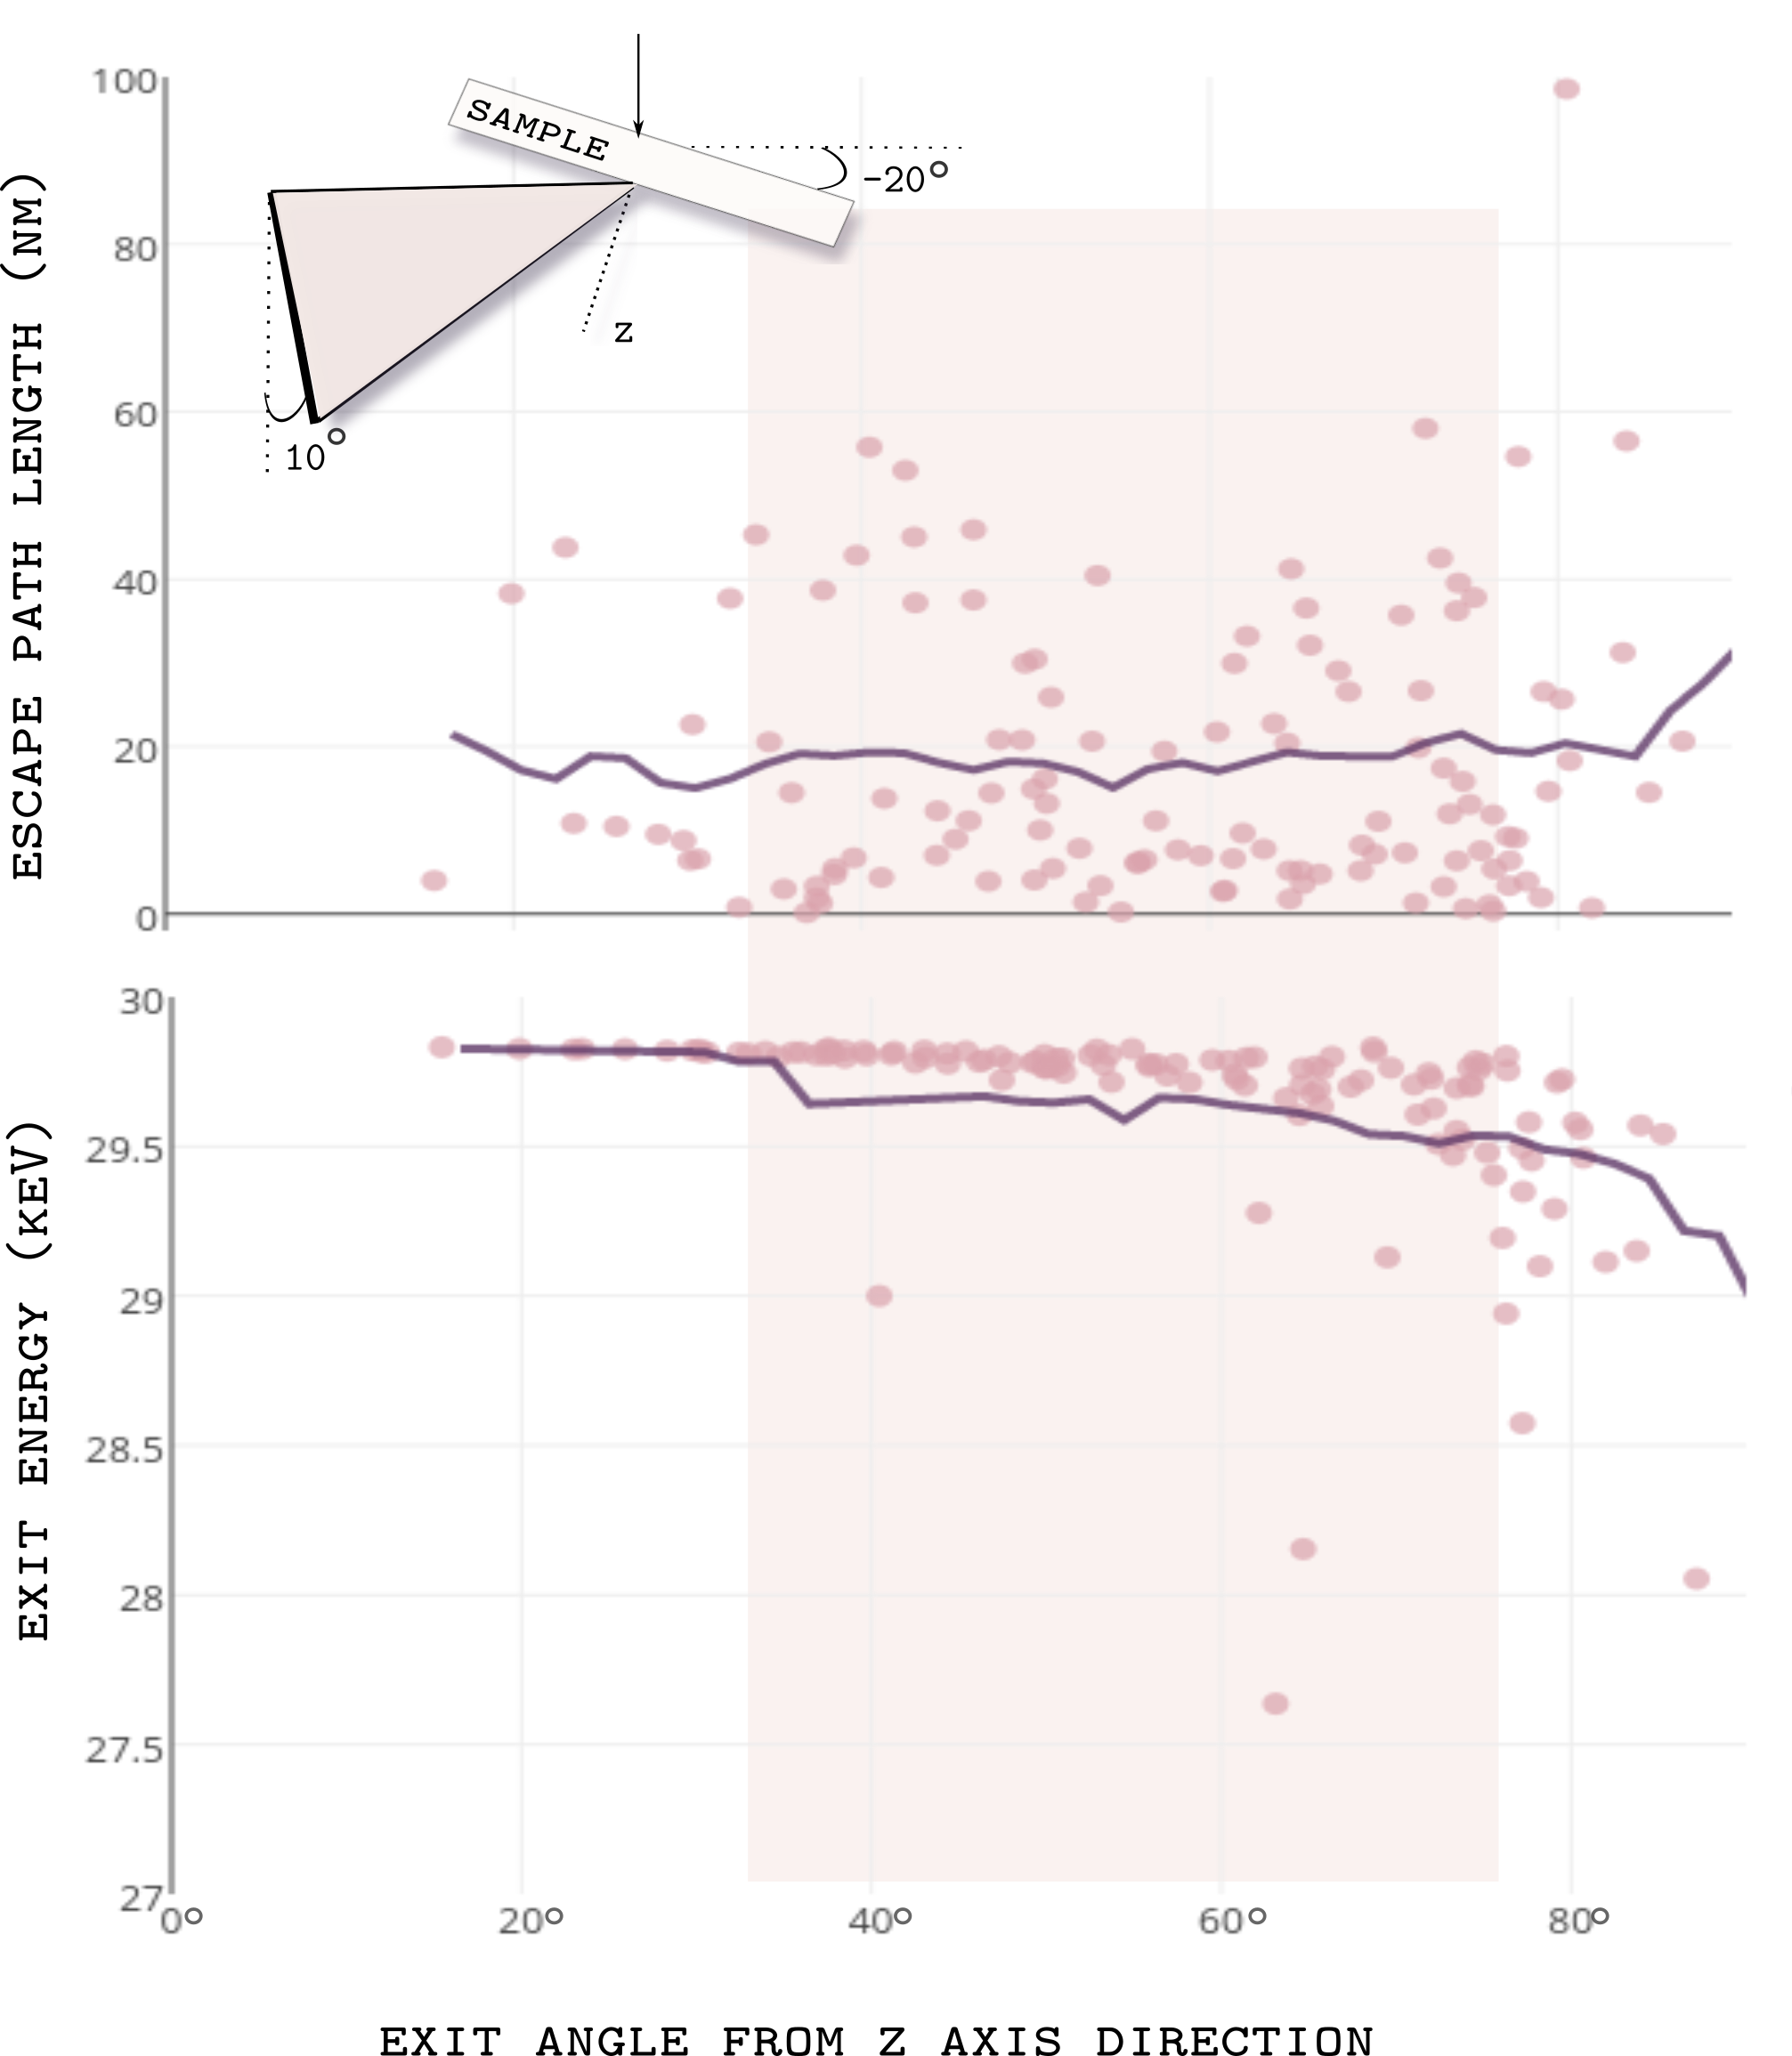 SAMPLE
-20°
z
10°
ESCAPE PATH LENGTH (NM)
100
80
60
40
20
0
EXIT ENERGY (KEV)
30
29.5
29
28.5
28
27.5
27
0° 20° 40° 60° 80°
EXIT ANGLE FROM Z AXIS DIRECTION